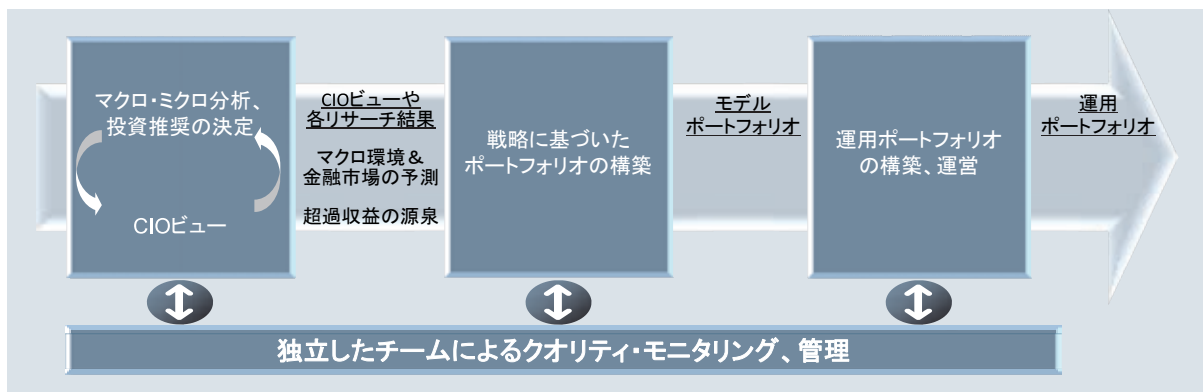 マクロ・ミクロ分析、
投資推奨の決定
CIOビュー
CIOビューや
各リサーチ結果
マクロ環境＆
金融市場の予測
超過収益の源泉
戦略に基づいた
ポートフォリオの構築
モデル
ポートフォリオ
運用ポートフォリオ
の構築、運営
運用
ポートフォリオ
独立したチームによるクオリティ・モニタリング、管理